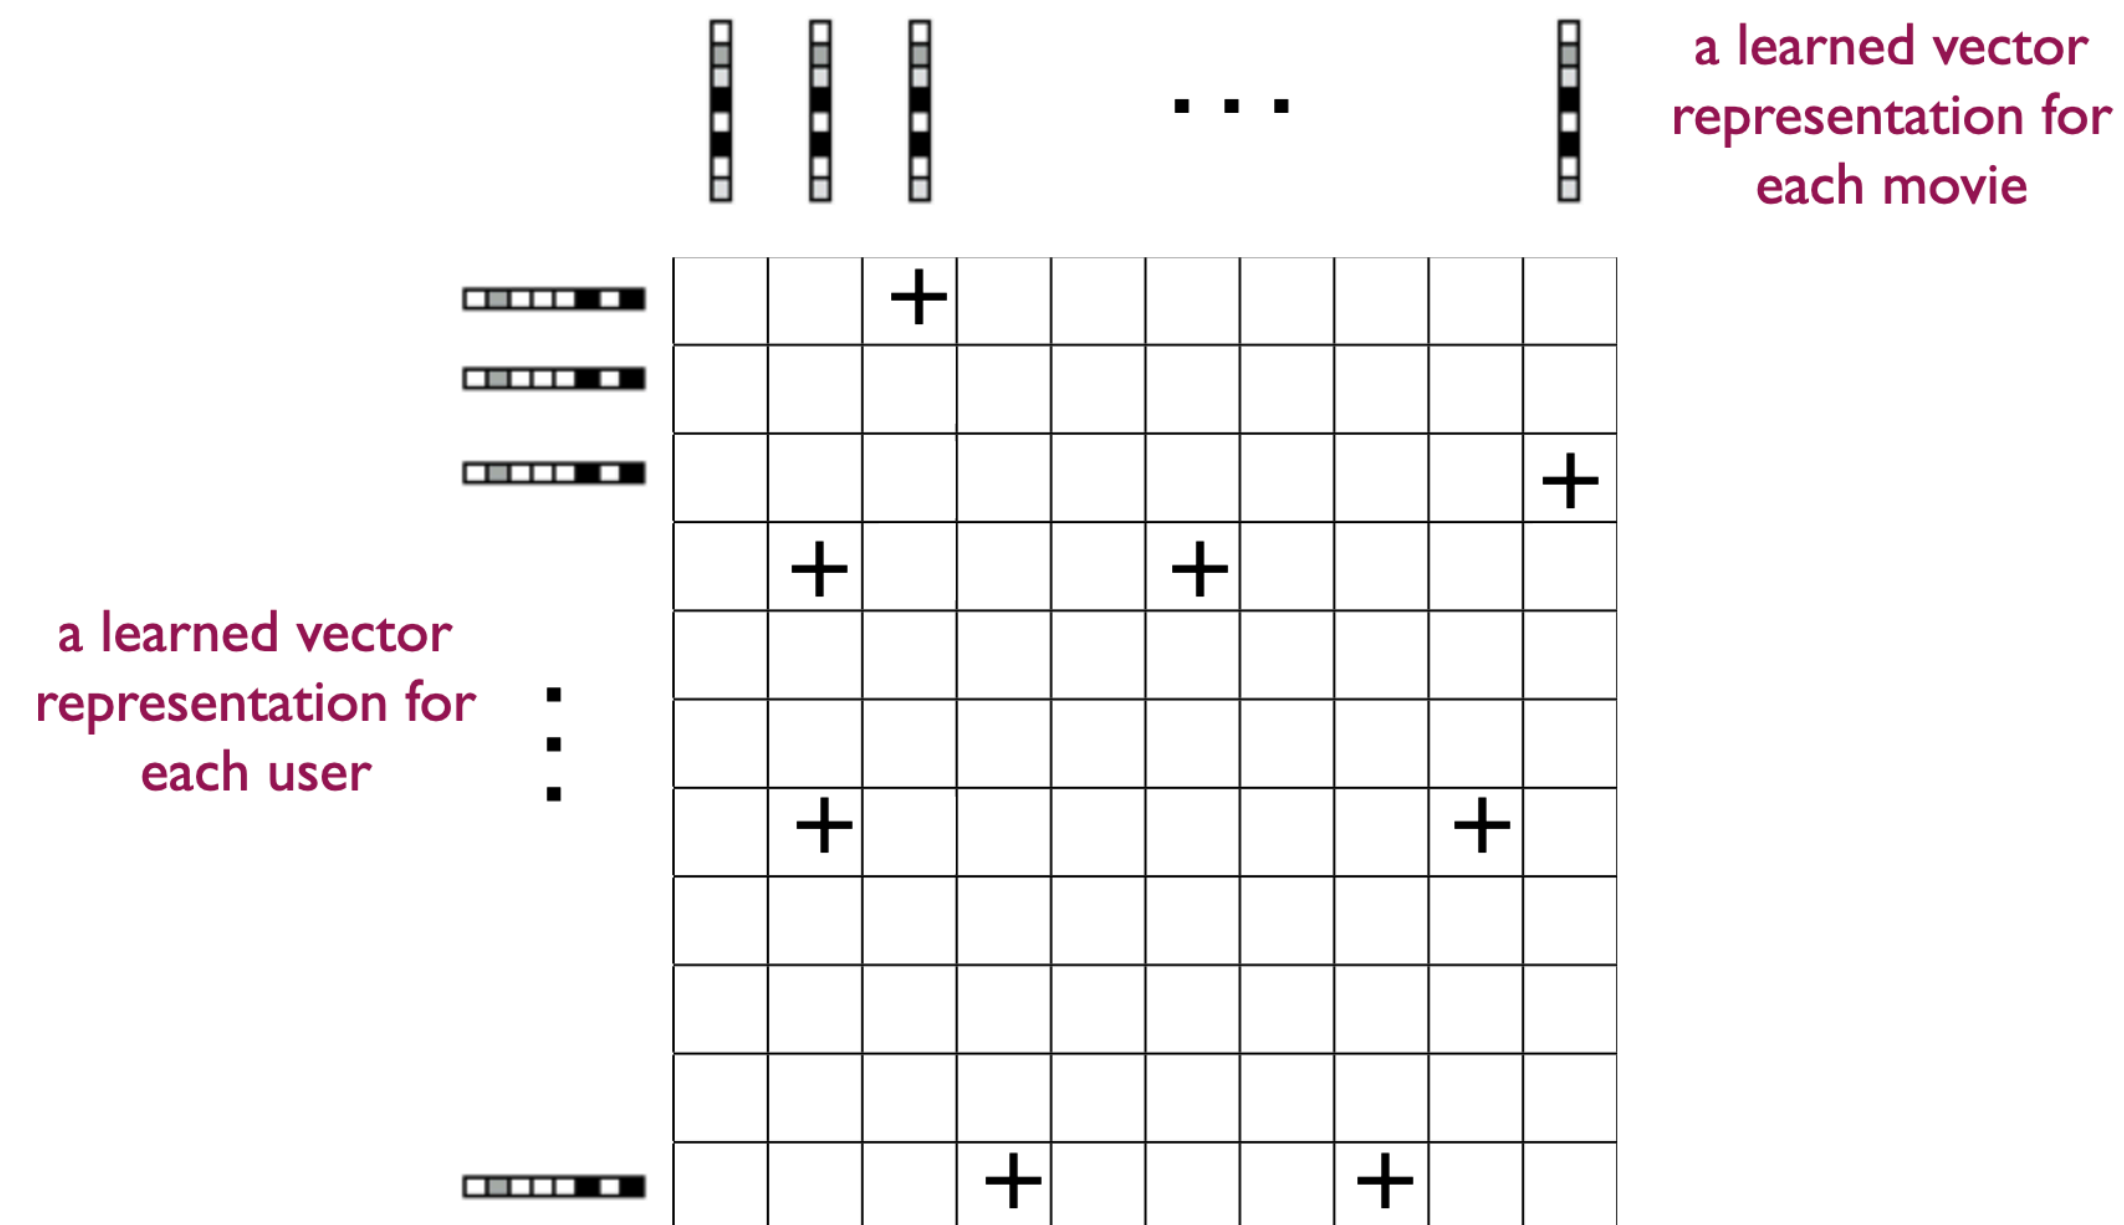 a learned vector
representation for
each movie
a learned vector
representation for
each user